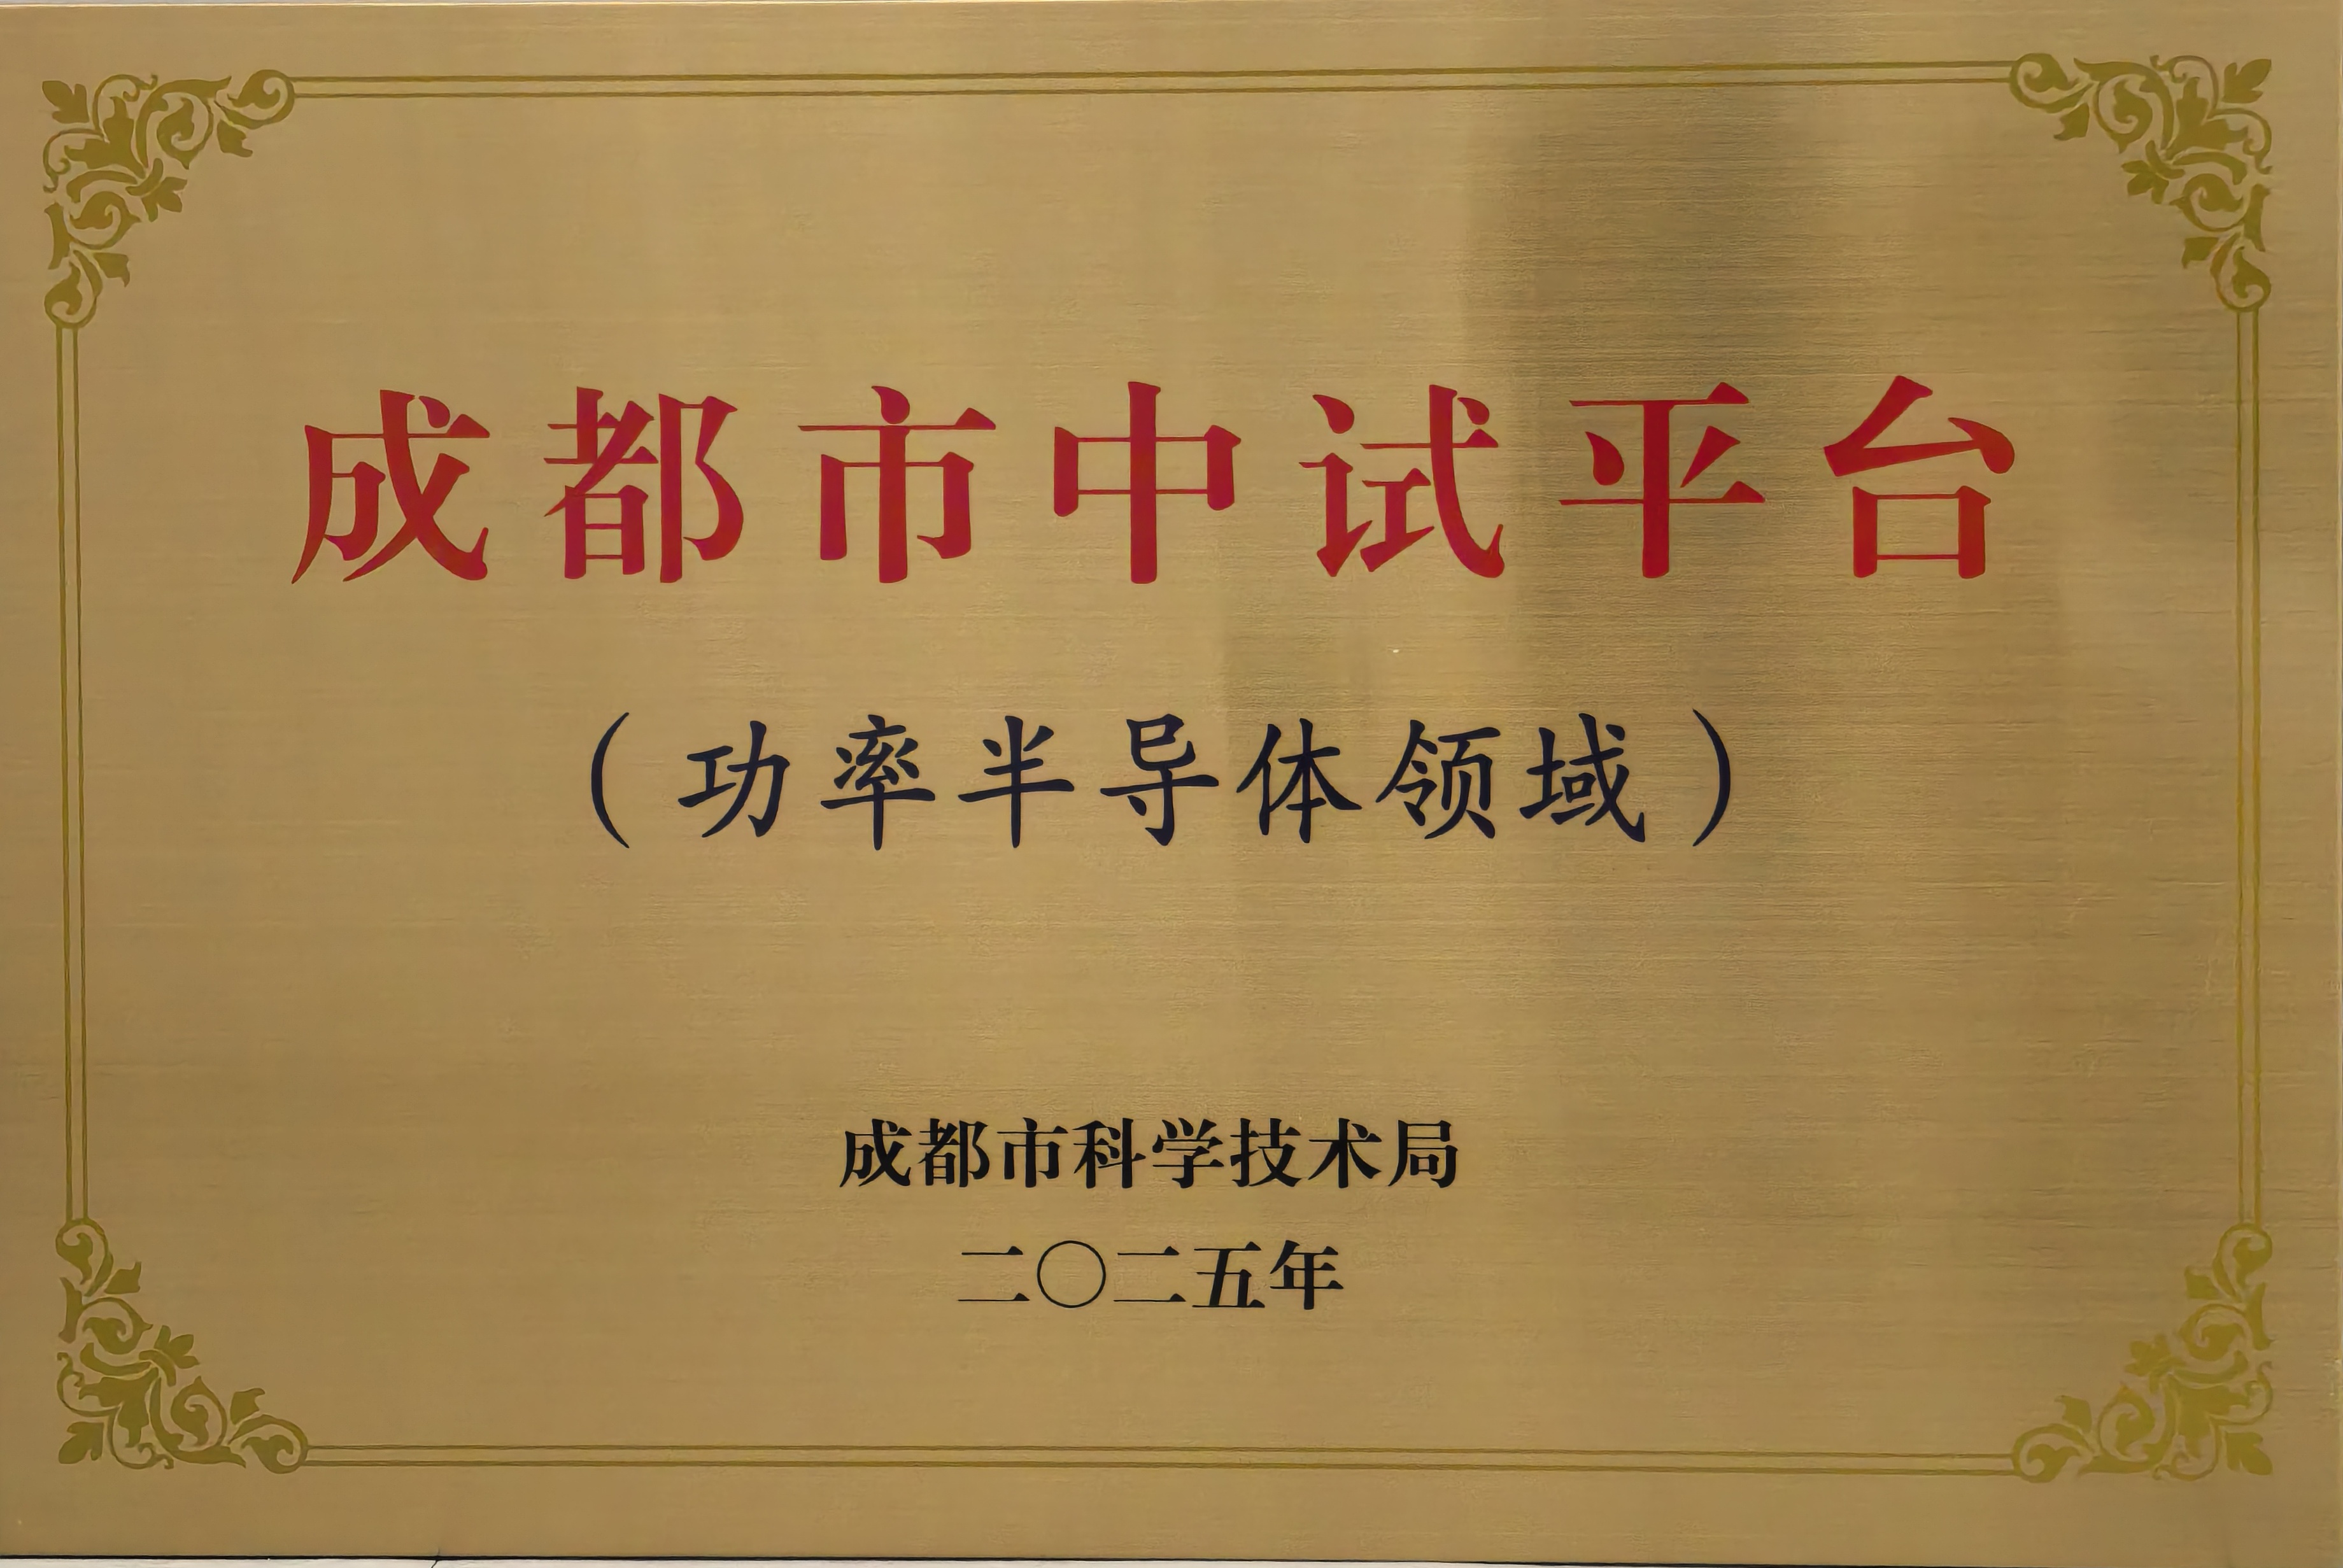 成都市中试平台
（功率半导体领域）
成都市科学技术局
二〇二五年